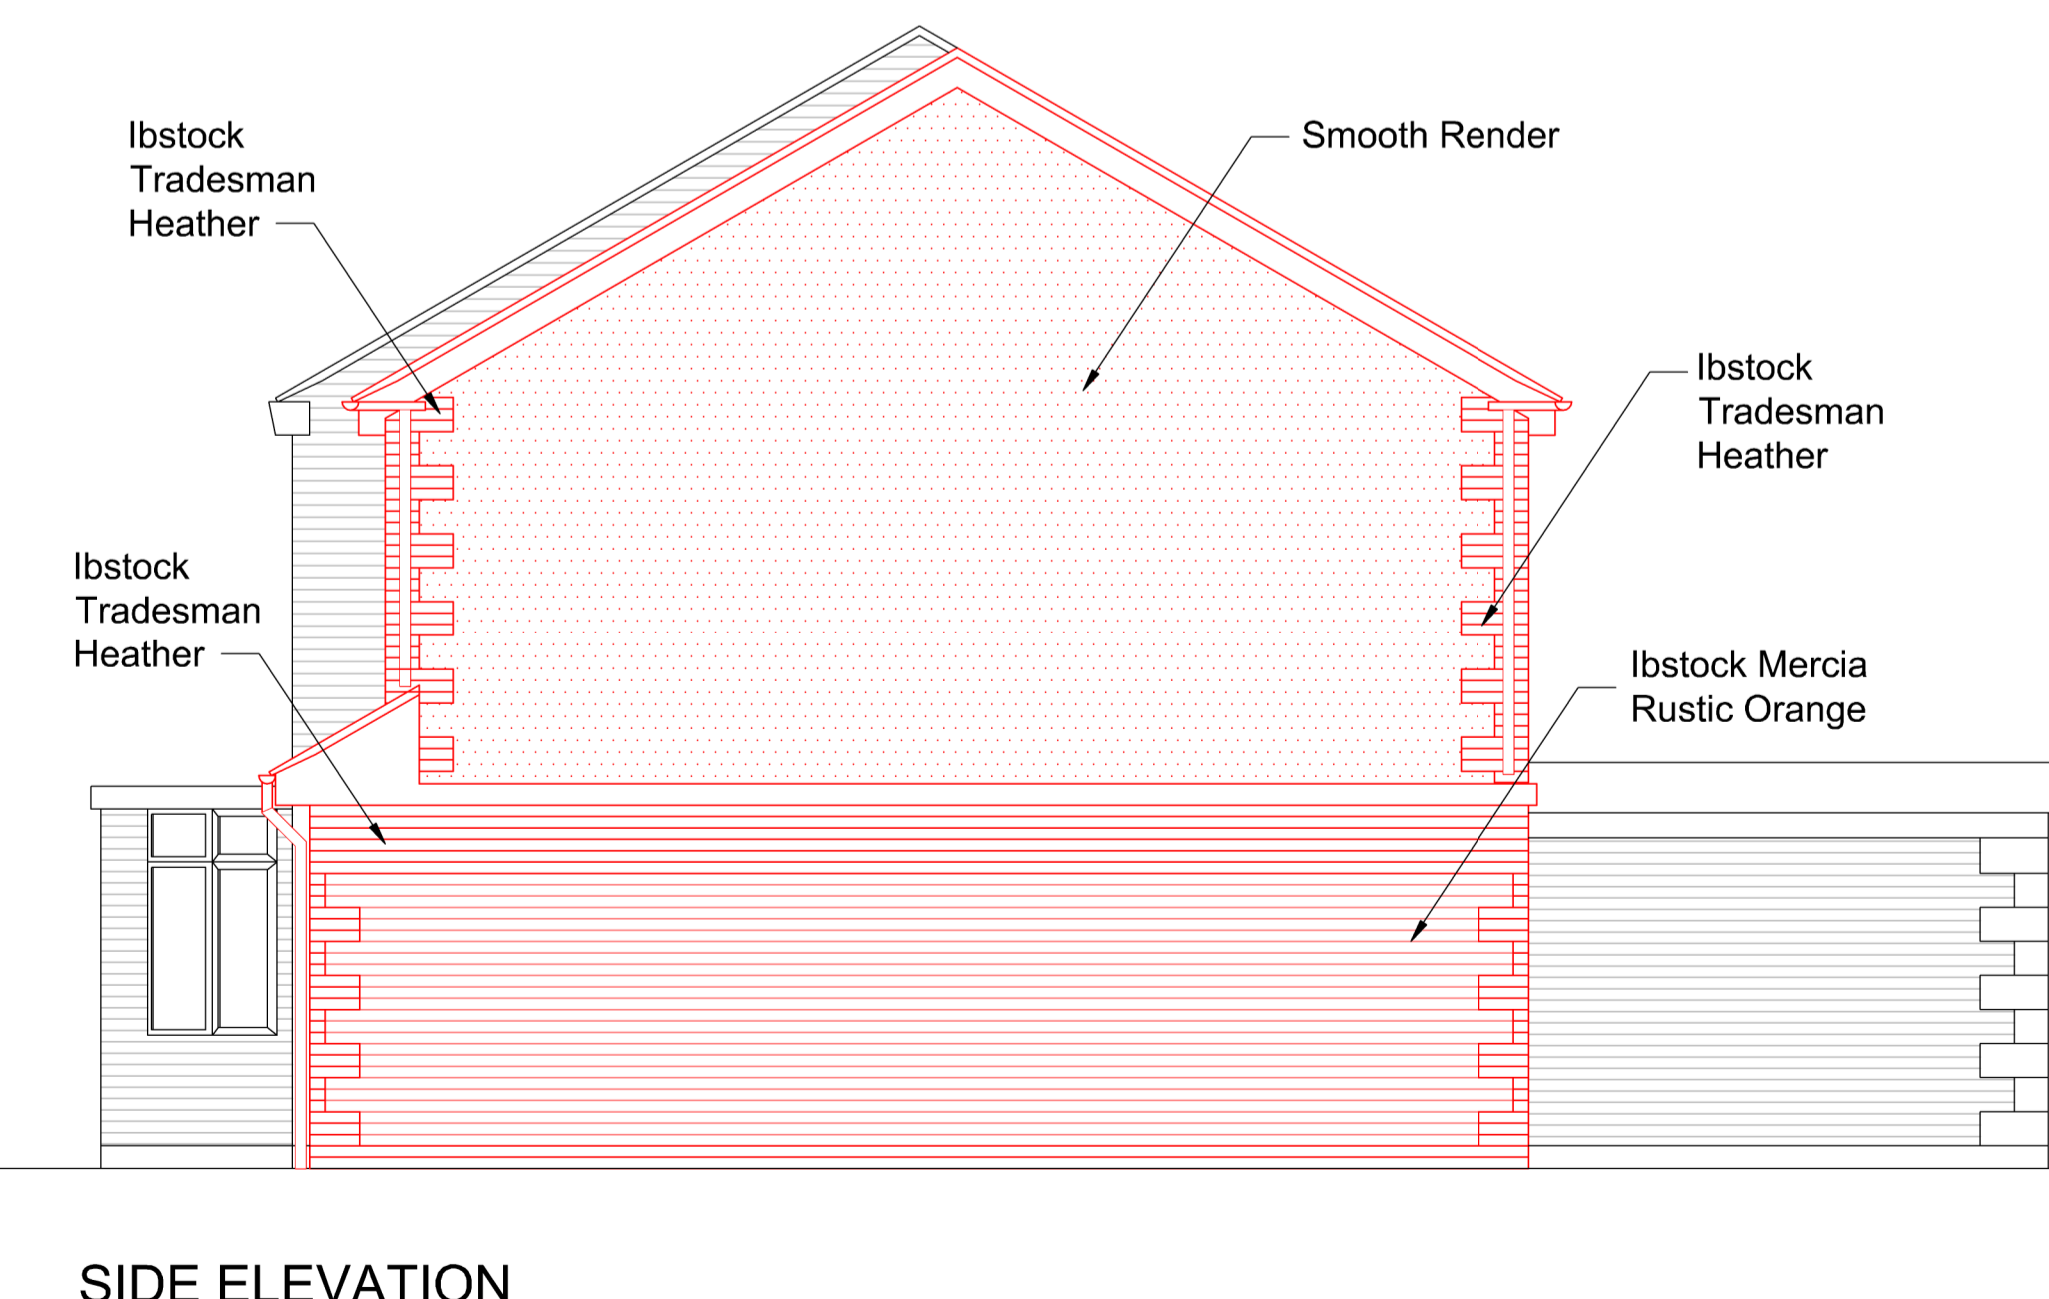 Ibstock
Tradesman
Heather
Smooth Render
Ibstock
Tradesman
Heather
Ibstock
Tradesman
Heather
Ibstock Mercia
Rustic Orange
SIDE ELEVATION